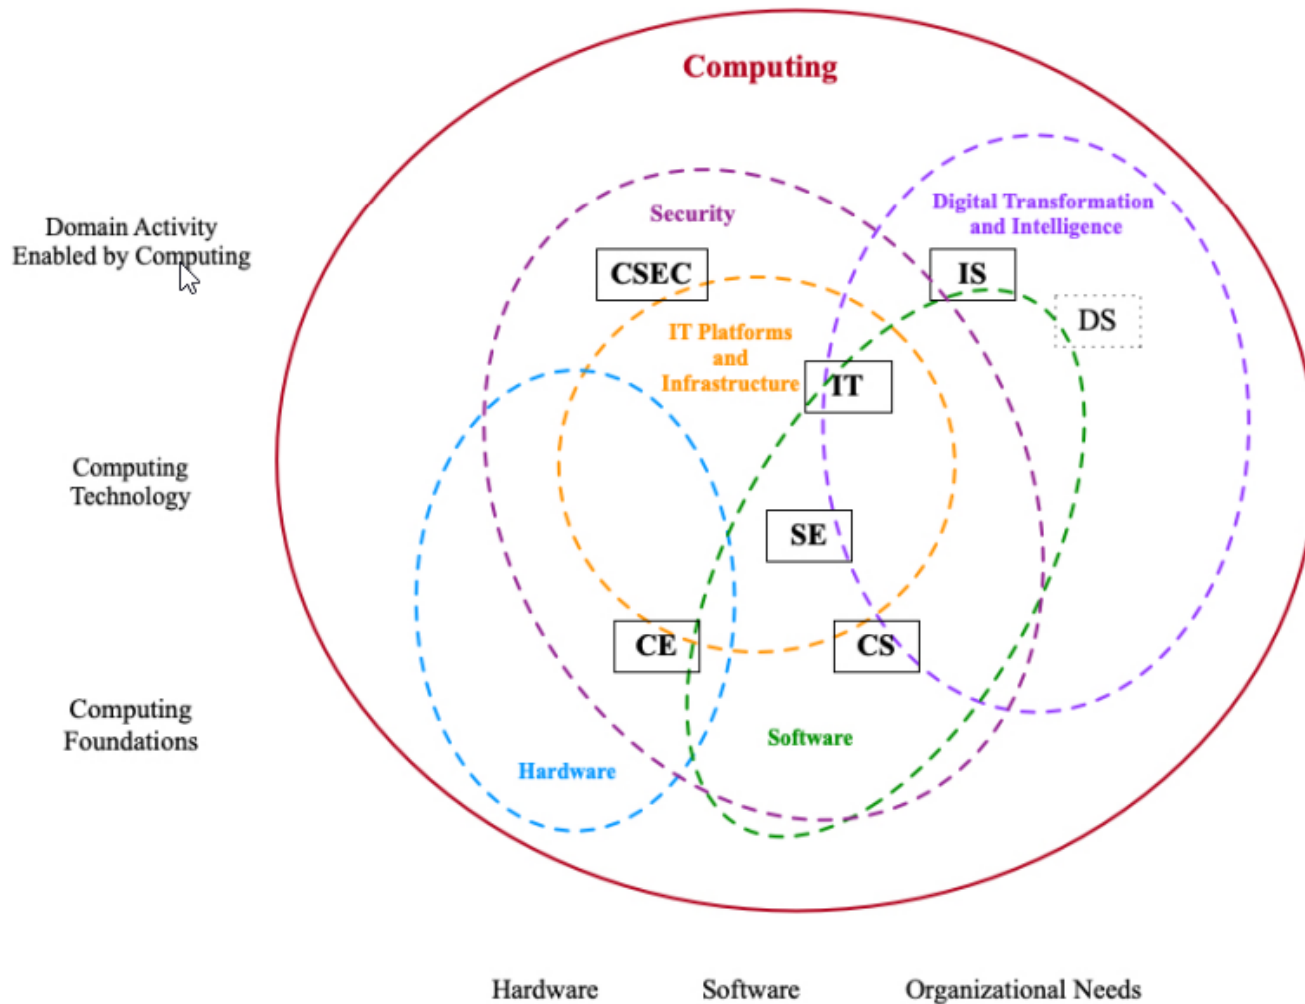 Computing
Digital Transformation
and Intelligence
Security
Domain Activity
Enabled by Computing
CSEC
IS
DS
IT Platforms
and
Infrastructure
IT
Computing
Technology
SE
CE
CS
Computing
Foundations
Software
Hardware
Hardware
Software
Organizational Needs